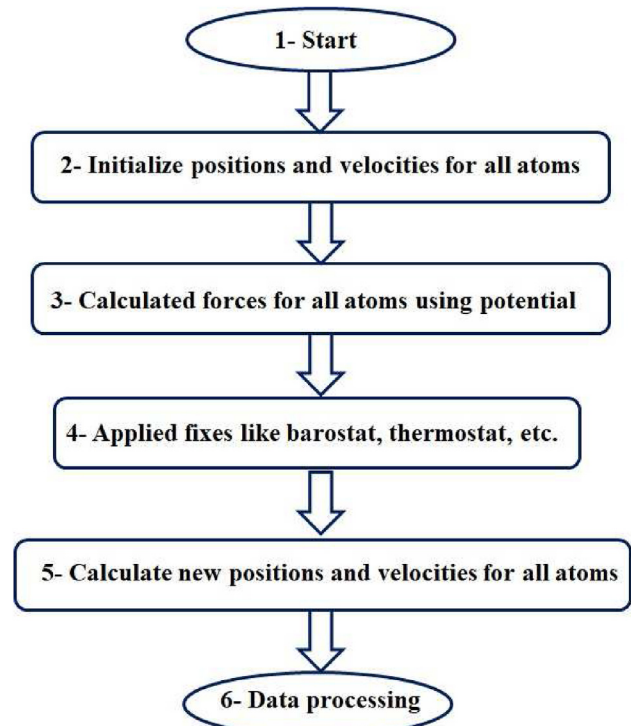 1- Start
2- Initialize positions and velocities for all atoms
3- Calculated forces for all atoms using potential
4- Applied fixes like barostat, thermostat, etc.
5- Calculate new positions and velocities for all atoms
6- Data processing